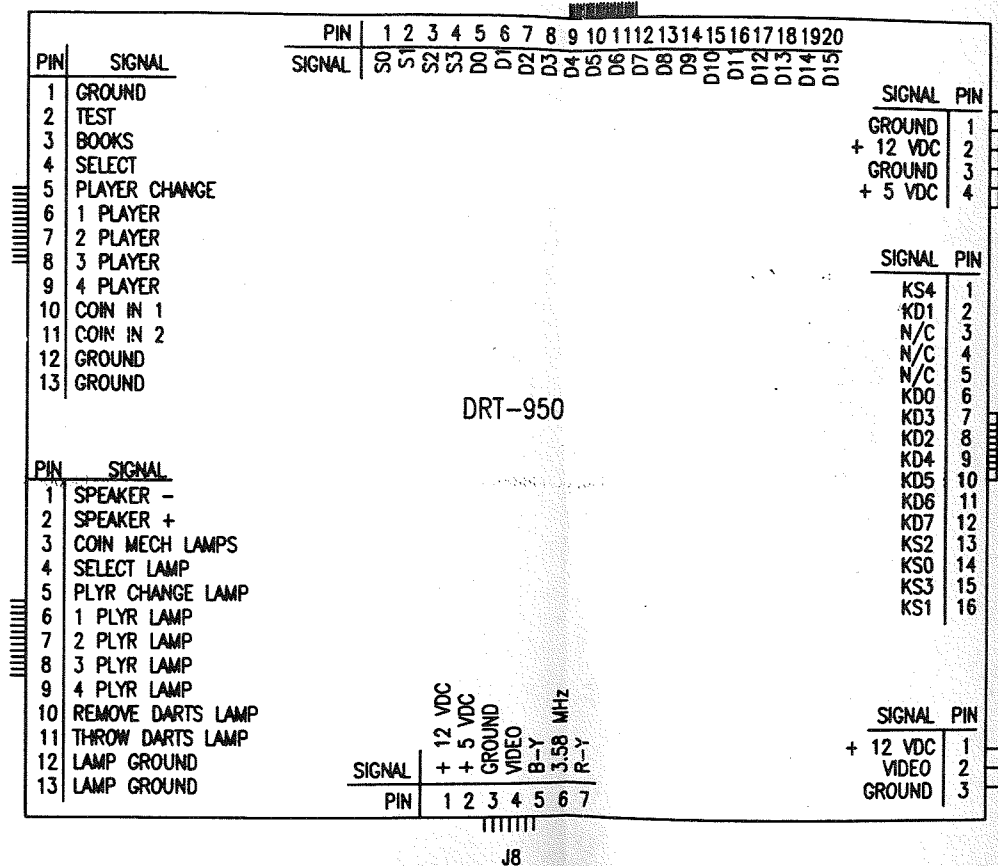 PIN 1 2 3 4 5 6 7 8 9 10 11 12 13 14 15 16 17 18 19 20
SIGNAL S0 S1 S2 S3 D0 D1 D2 D3 D4 D5 D6 D7 D8 D9 D10 D11 D12 D13 D14 D15
PIN SIGNAL
1 GROUND
2 TEST
3 BOOKS
4 SELECT
5 PLAYER CHANGE
6 1 PLAYER
7 2 PLAYER
8 3 PLAYER
9 4 PLAYER
10 COIN IN 1
11 COIN IN 2
12 GROUND
13 GROUND
SIGNAL PIN
GROUND 1
+ 12 VDC 2
GROUND 3
+ 5 VDC 4
SIGNAL PIN
KS4 1
KD1 2
N/C 3
N/C 4
N/C 5
KD0 6
KD3 7
KD2 8
KD4 9
KD5 10
KD6 11
KD7 12
KS2 13
KS0 14
KS3 15
KS1 16
DRT-950
PIN SIGNAL
1 SPEAKER -
2 SPEAKER +
3 COIN MECH LAMPS
4 SELECT LAMP
5 PLYR CHANGE LAMP
6 1 PLYR LAMP
7 2 PLYR LAMP
8 3 PLYR LAMP
9 4 PLYR LAMP
10 REMOVE DARTS LAMP
11 THROW DARTS LAMP
12 LAMP GROUND
13 LAMP GROUND
SIGNAL + 12 VDC + 5 VDC GROUND VIDEO B-Y 3.58 MHz R-Y
PIN 1 2 3 4 5 6 7
J8
SIGNAL PIN
+ 12 VDC 1
VIDEO 2
GROUND 3